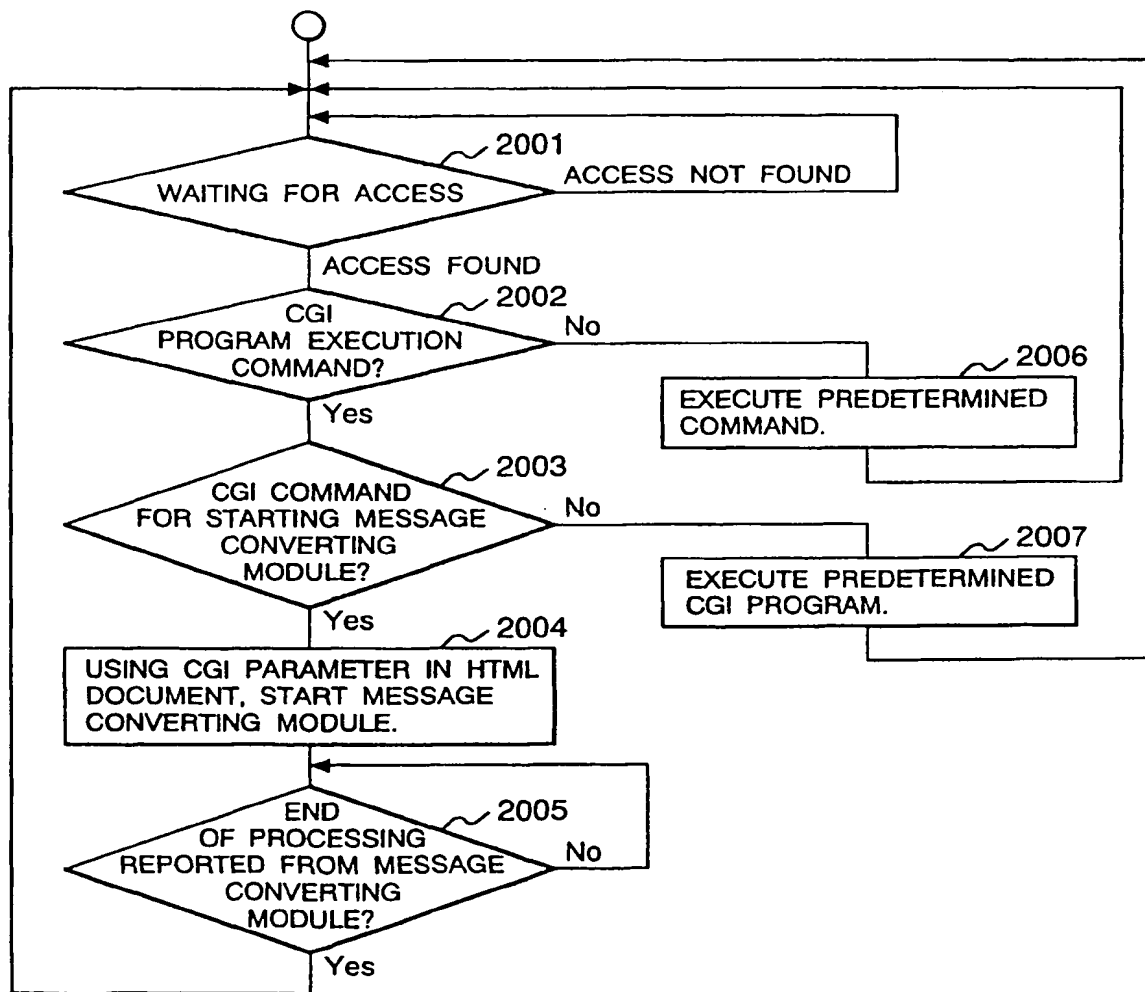 2001
WAITING FOR ACCESS
ACCESS NOT FOUND
ACCESS FOUND
2002
CGI
PROGRAM EXECUTION
COMMAND?
No
Yes
2006
EXECUTE PREDETERMINED
COMMAND.
2003
CGI COMMAND
FOR STARTING MESSAGE
CONVERTING
MODULE?
No
Yes
2007
EXECUTE PREDETERMINED
CGI PROGRAM.
2004
USING CGI PARAMETER IN HTML
DOCUMENT, START MESSAGE
CONVERTING MODULE.
2005
END
OF PROCESSING
REPORTED FROM MESSAGE
CONVERTING
MODULE?
No
Yes